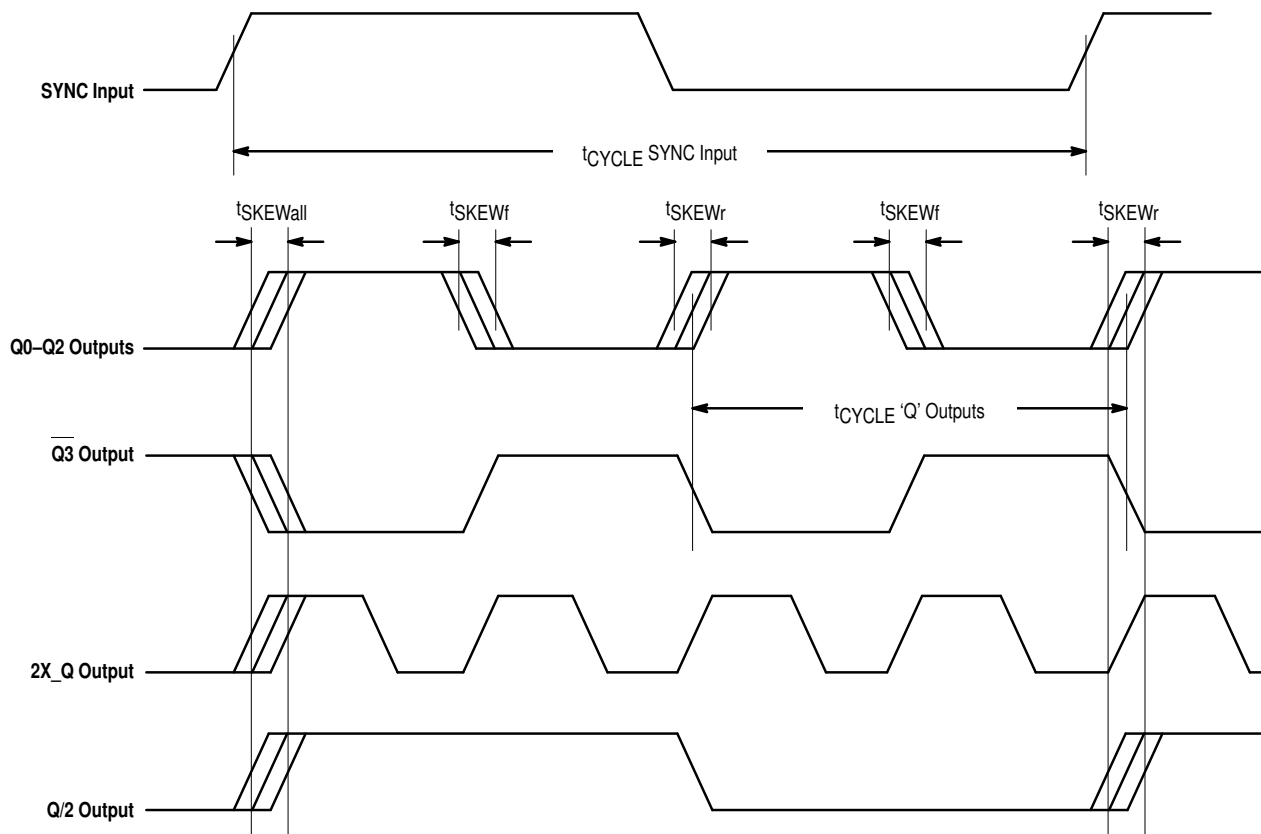 SYNC Input
tCYCLE SYNC Input
tSKEWall tSKEWf tSKEWr tSKEWf tSKEWr
Q0–Q2 Outputs
tCYCLE ‘Q’ Outputs
Q3 Output
2X_Q Output
Q/2 Output